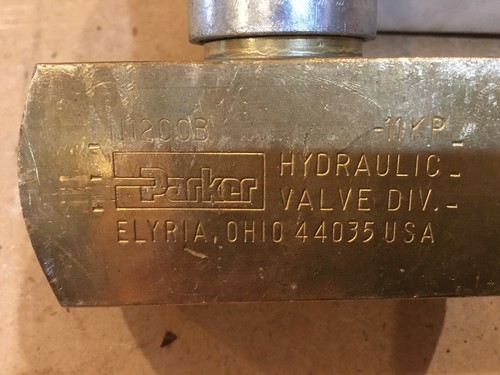 N1200B -11KP
Parker HYDRAULIC
VALVE DIV.
ELYRIA, OHIO 44035 USA